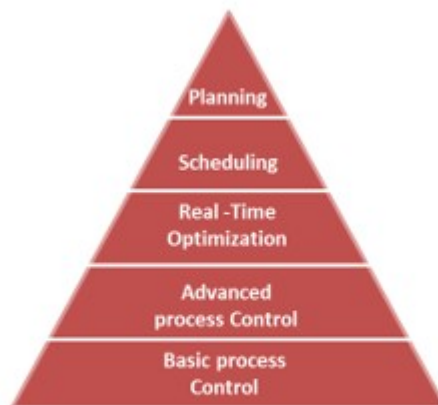 Planning
Scheduling
Real -Time
Optimization
Advanced
process Control
Basic process
Control